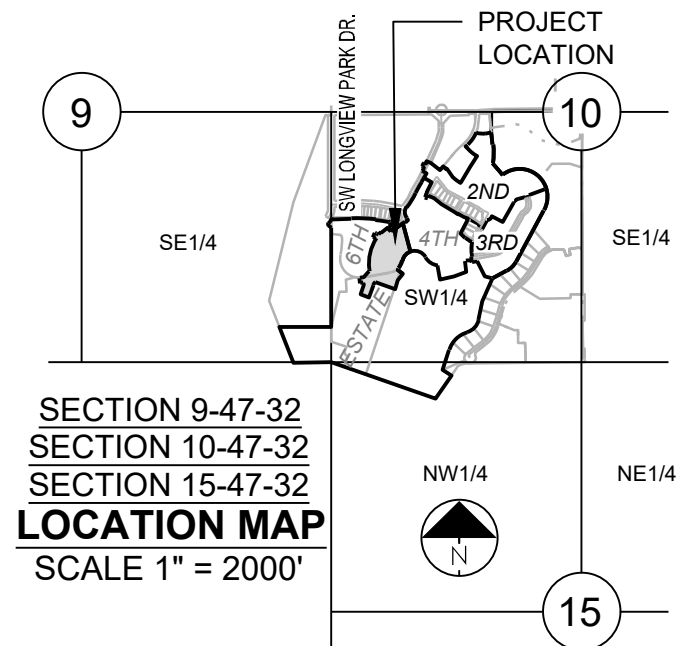 SW LONGVIEW PARK DR.
PROJECT
LOCATION
9
10
2ND
6TH
4TH
3RD
SE1/4
SE1/4
SW1/4
ESTATE
SECTION 9-47-32
SECTION 10-47-32
SECTION 15-47-32
LOCATION MAP
SCALE 1" = 2000'
NW1/4
NE1/4
N
15